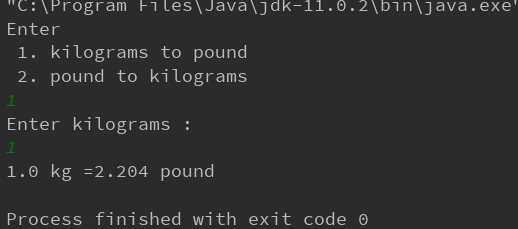 "C:\Program Files\Java\jdk-11.0.2\bin\java.exe"
Enter
 1. kilograms to pound
 2. pound to kilograms
1
Enter kilograms :
1
1.0 kg =2.204 pound
Process finished with exit code 0